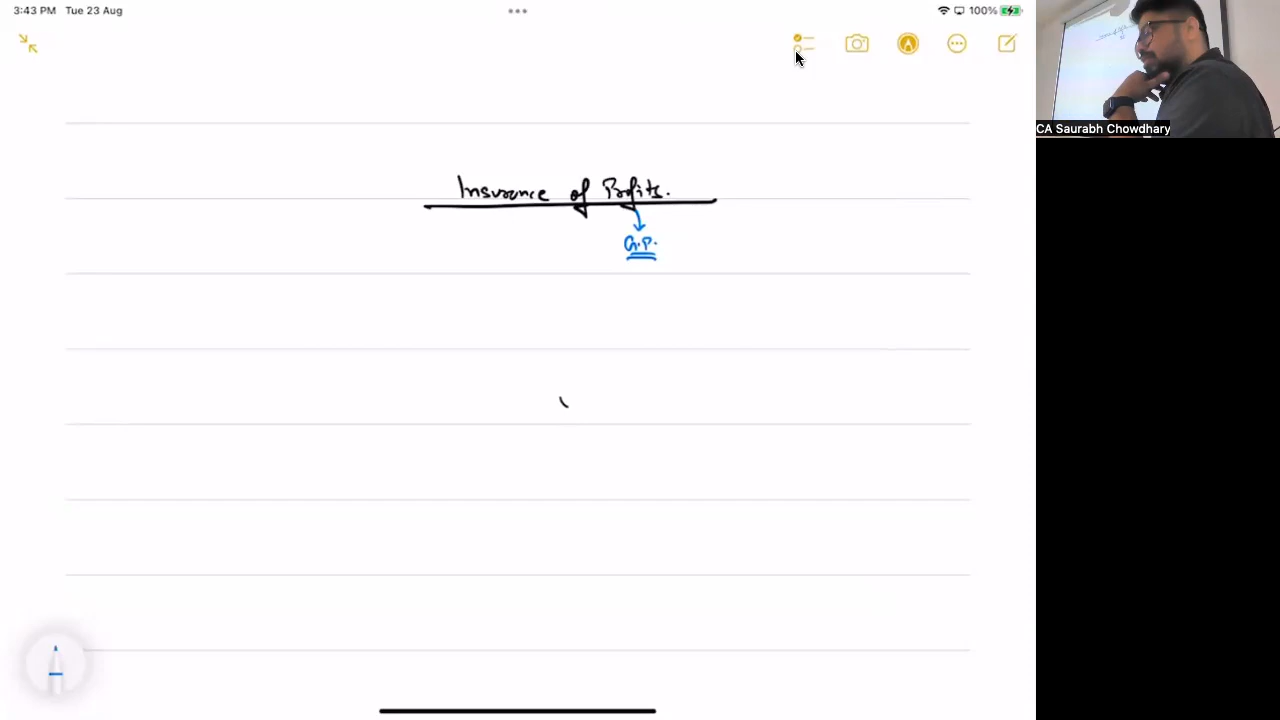 3:43 PM Tue 23 Aug
100%
CA Saurabh Chowdhary
Insurance of Profits.
G.P.